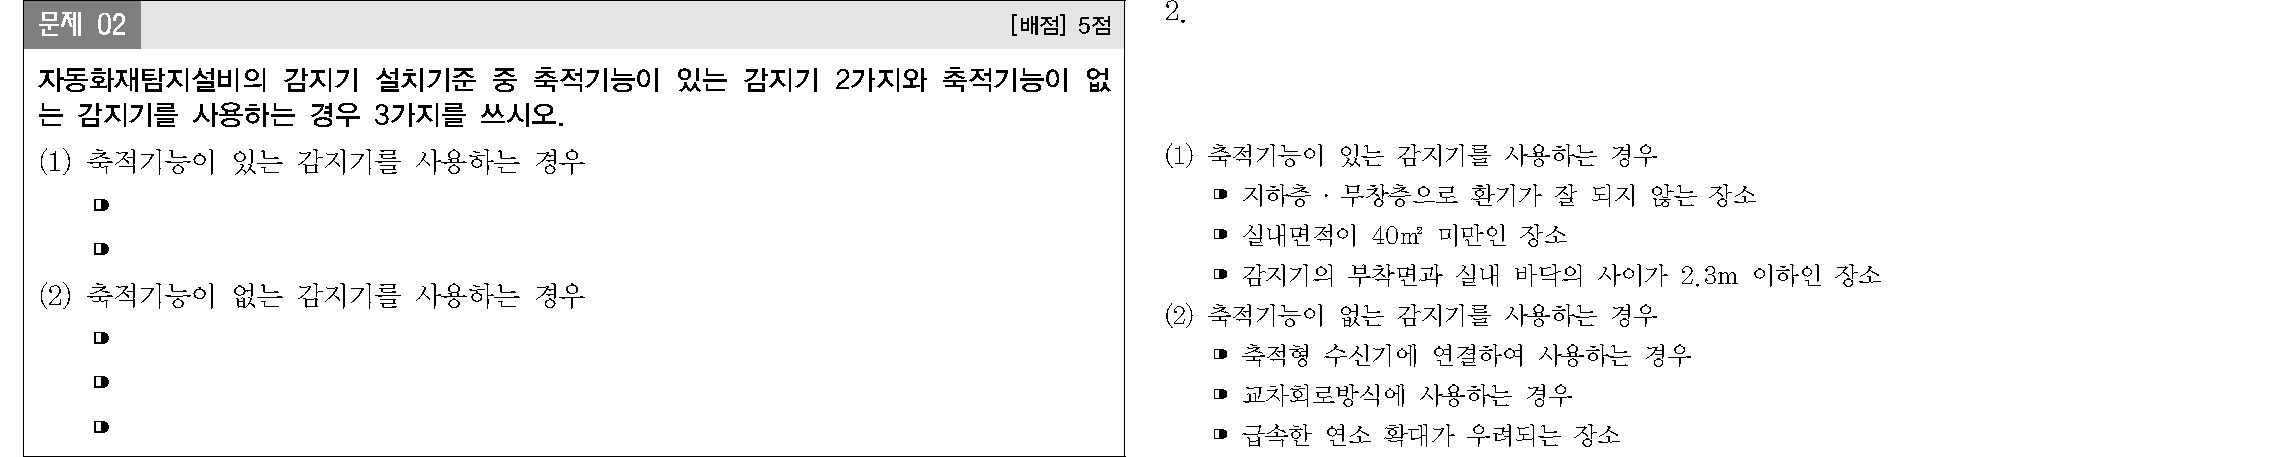 문제 02
[배점] 5점
자동화재탐지설비의 감지기 설치기준 중 축적기능이 있는 감지기 2가지와 축적기능이 없
는 감지기를 사용하는 경우 3가지를 쓰시오.
(1) 축적기능이 있는 감지기를 사용하는 경우
(2) 축적기능이 없는 감지기를 사용하는 경우
2.
(1) 축적기능이 있는 감지기를 사용하는 경우
지하층 · 무창층으로 환기가 잘 되지 않는 장소
실내면적이 40㎡ 미만인 장소
감지기의 부착면과 실내 바닥의 사이가 2.3m 이하인 장소
(2) 축적기능이 없는 감지기를 사용하는 경우
축적형 수신기에 연결하여 사용하는 경우
교차회로방식에 사용하는 경우
급속한 연소 확대가 우려되는 장소